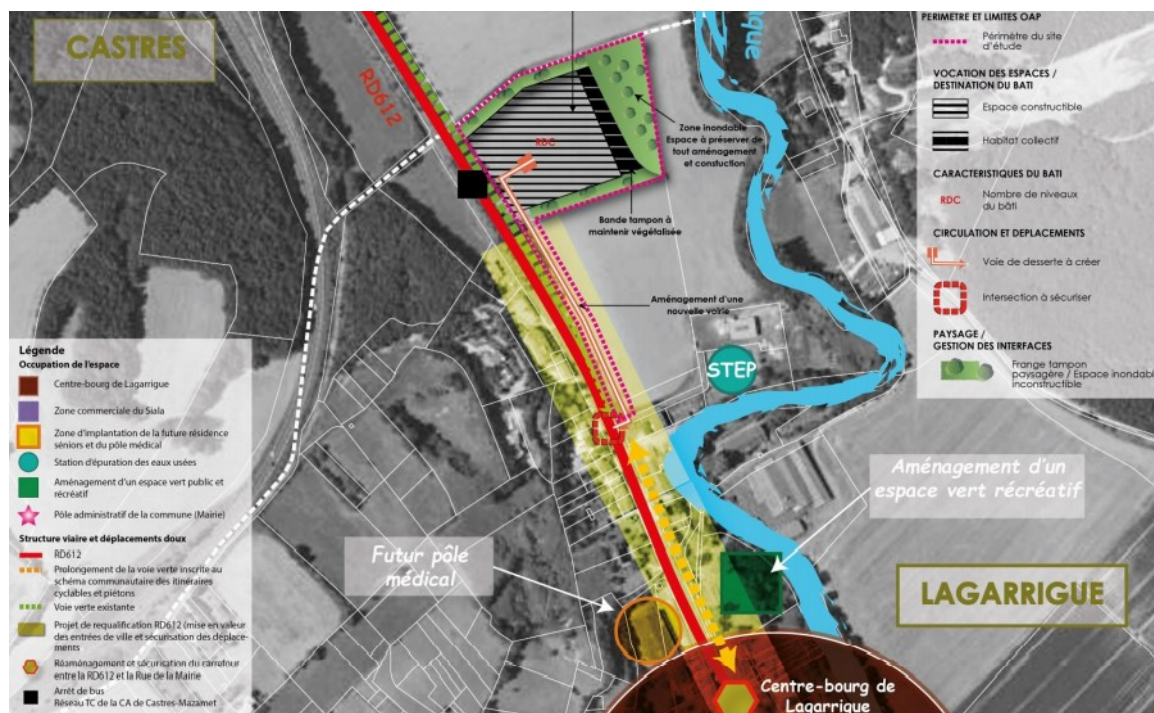 CASTRES
RD612
RDC
Zone inondable
Espace à préserver de
tout aménagement
et constuction
Bande tampon à
maintenir végétalisée
Aménagement d'une
nouvelle voirie
STEP
Aménagement d'un
espace vert récréatif
Futur pôle
médical
LAGARRIGUE
Centre-bourg de
Lagarrigue
PERIMETRE ET LIMITES OAP
Périmètre du site
d'étude
VOCATION DES ESPACES /
DESTINATION DU BATI
Espace constructible
Habitat collectif
CARACTERISTIQUES DU BATI
RDC
Nombre de niveaux
du bâti
CIRCULATION ET DEPLACEMENTS
Voie de desserte à créer
Intersection à sécuriser
PAYSAGE /
GESTION DES INTERFACES
Frange tampon
paysagère / Espace inondable
inconstructible
Légende
Occupation de l'espace
Centre-bourg de Lagarrigue
Zone commerciale du Siala
Zone d'implantation de la future résidence
séniors et du pôle médical
Station d'épuration des eaux usées
Aménagement d'un espace vert public et
récréatif
Pôle administratif de la commune (Mairie)
Structure viaire et déplacements doux
RD612
Prolongement de la voie verte inscrite au
schéma communautaire des itinéraires
cyclables et piétons
Voie verte existante
Projet de requalification RD612 (mise en valeur
des entrées de ville et sécurisation des déplace-
ments
Réaménagement et sécurisation du carrefour
entre la RD612 et la Rue de la Mairie
Arrêt de bus
Réseau TC de la CA de Castres-Mazamet